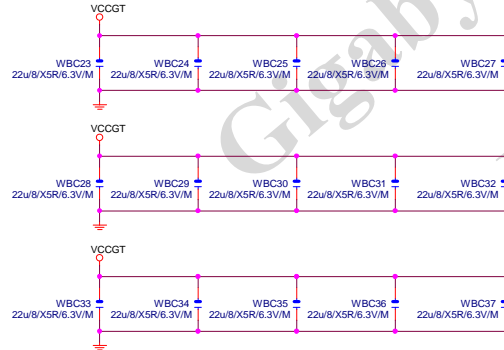 VCCGT
WBC23 WBC24 WBC25 WBC26 WBC27
22u/8/X5R/6.3V/M 22u/8/X5R/6.3V/M 22u/8/X5R/6.3V/M 22u/8/X5R/6.3V/M 22u/8/X5R/6.3V/M
VCCGT
WBC28 WBC29 WBC30 WBC31 WBC32
22u/8/X5R/6.3V/M 22u/8/X5R/6.3V/M 22u/8/X5R/6.3V/M 22u/8/X5R/6.3V/M 22u/8/X5R/6.3V/M
VCCGT
WBC33 WBC34 WBC35 WBC36 WBC37
22u/8/X5R/6.3V/M 22u/8/X5R/6.3V/M 22u/8/X5R/6.3V/M 22u/8/X5R/6.3V/M 22u/8/X5R/6.3V/M
Gigaby